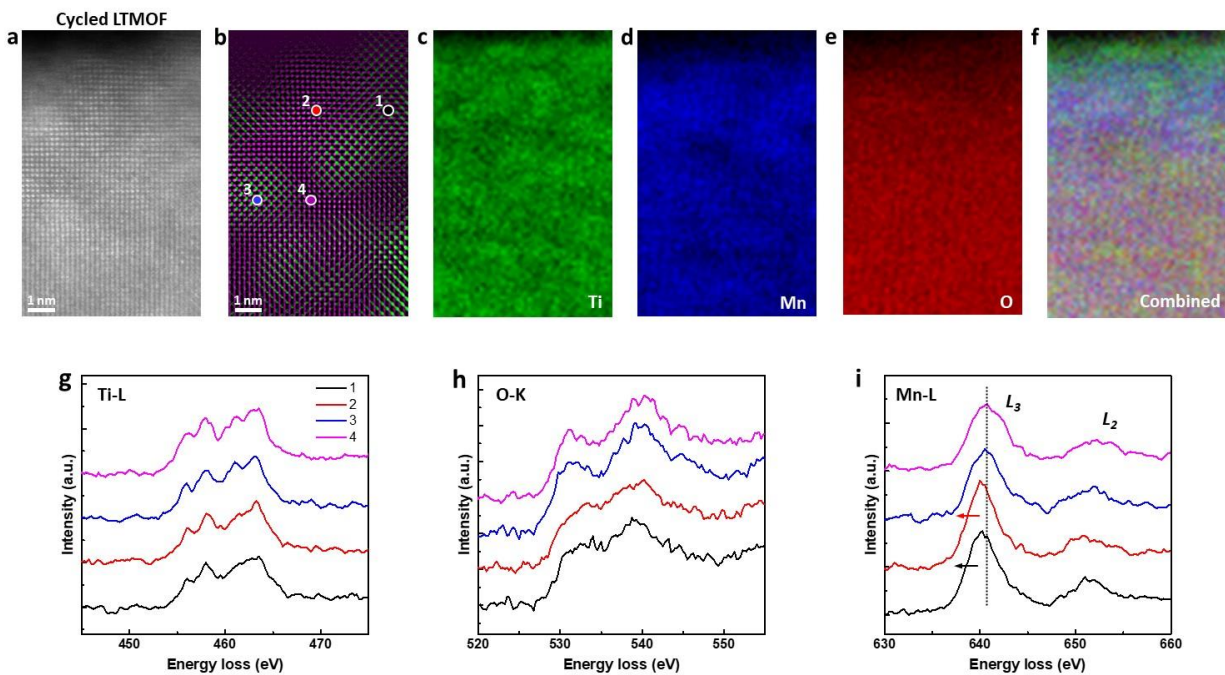 Cycled LTMOF
a b c d e f
1 2 3 4
1 nm 1 nm Ti Mn O Combined
g h i
Ti-L
1
2
3
4
O-K
Mn-L
L3
L2
Intensity (a.u.) Intensity (a.u.) Intensity (a.u.)
450 460 470 520 530 540 550 630 640 650 660
Energy loss (eV) Energy loss (eV) Energy loss (eV)